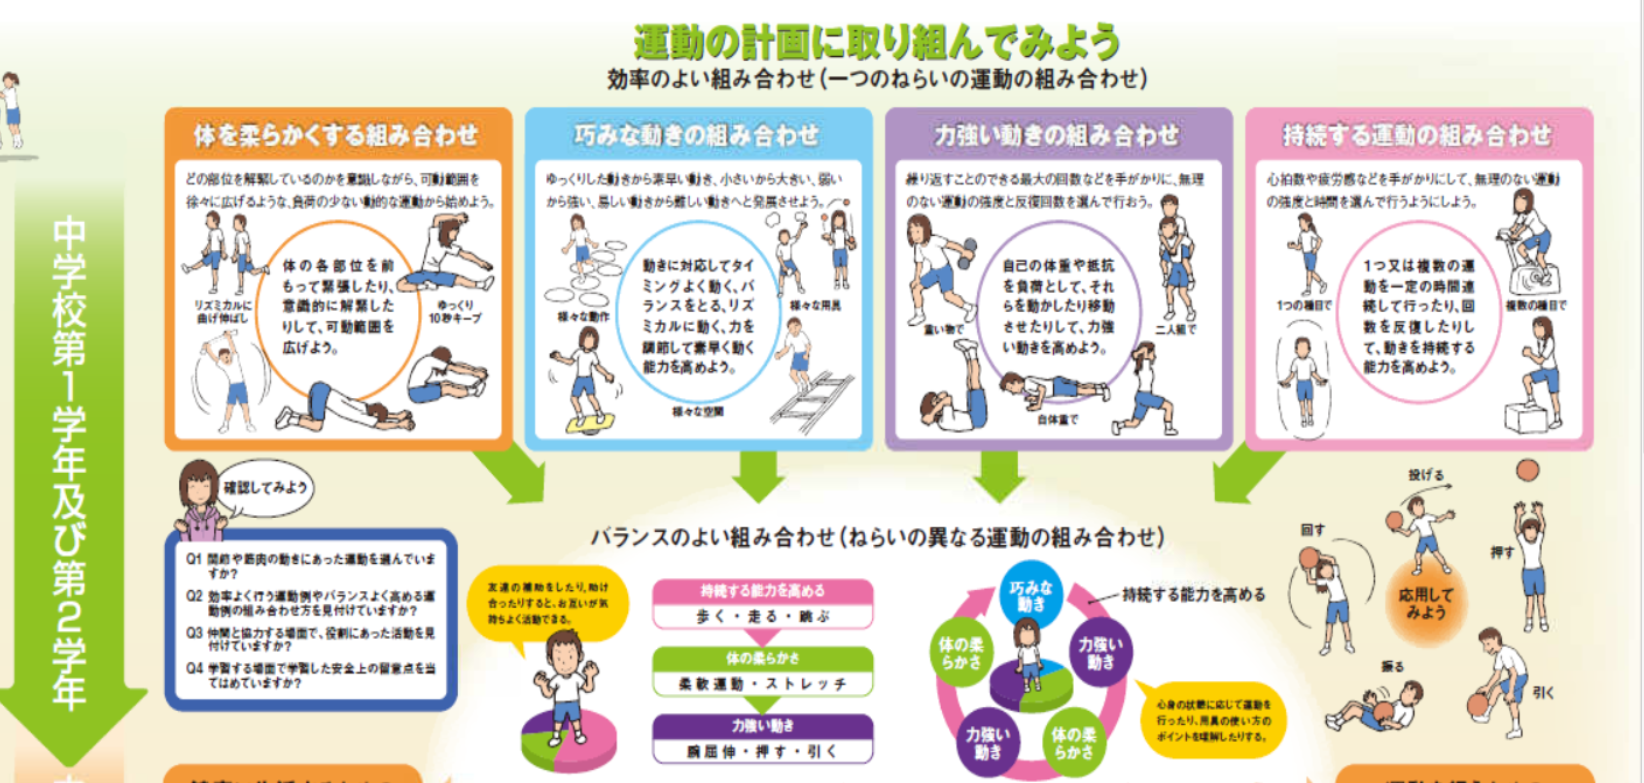 運動の計画に取り組んでみよう
効率のよい組み合わせ(一つのねらいの運動の組み合わせ)
中学校第1学年及び第2学年
体を柔らかくする組み合わせ
どの部位を解緊しているのかを意識しながら、可動範囲を
徐々に広げるような、負荷の少ない動的な運動から始めよう。
体の各部位を前
もって緊張したり、
意識的に解緊した
りして、可動範囲を
広げよう。
リズミカルに
曲げ伸ばし
ゆっくり
10秒キープ
巧みな動きの組み合わせ
ゆっくりした動きから素早い動き、小さいから大きい、弱い
から強い、易しい動きから難しい動きへと発展させよう。
動きに対応してタイ
ミングよく動く、バ
ランスをとる、リズ
ミカルに動く、力を
調節して素早く動く
能力を高めよう。
様々な動作
様々な用具
様々な空間
力強い動きの組み合わせ
繰り返すことのできる最大の回数などを手がかりに、無理
のない運動の強度と反復回数を選んで行おう。
自己の体重や抵抗
を負荷として、それ
らを動かしたり移動
させたりして、力強
い動きを高めよう。
重い物で
二人組で
自体重で
持続する運動の組み合わせ
心拍数や疲労感などを手がかりにして、無理のない運動
の強度と時間を選んで行うようにしよう。
1つ又は複数の運
動を一定の時間連
続して行ったり、回
数を反復したりし
て、動きを持続する
能力を高めよう。
1つの種目で
複数の種目で
確認してみよう
Q1 関節や筋肉の動きにあった運動を選んでいま
すか?
Q2 効率よく行う運動例やバランスよく高める運
動例の組み合わせ方を見付けていますか?
Q3 仲間と協力する場面で、役割にあった活動を見
付けていますか?
Q4 学習する場面で学習した安全上の留意点を当
てはめていますか?
バランスのよい組み合わせ(ねらいの異なる運動の組み合わせ)
友達の補助をしたり、助け
合ったりすると、お互いが気
持ちよく活動できる。
持続する能力を高める
歩く・走る・跳ぶ
体の柔らかさ
柔軟運動・ストレッチ
力強い動き
腕屈伸・押す・引く
巧みな
動き
持続する能力を高める
体の柔
らかさ
力強い
動き
力強い
動き
体の柔
らかさ
心身の状態に応じて運動を
行ったり、用具の使い方の
ポイントを理解したりする。
投げる
回す
押す
応用して
みよう
振る
引く